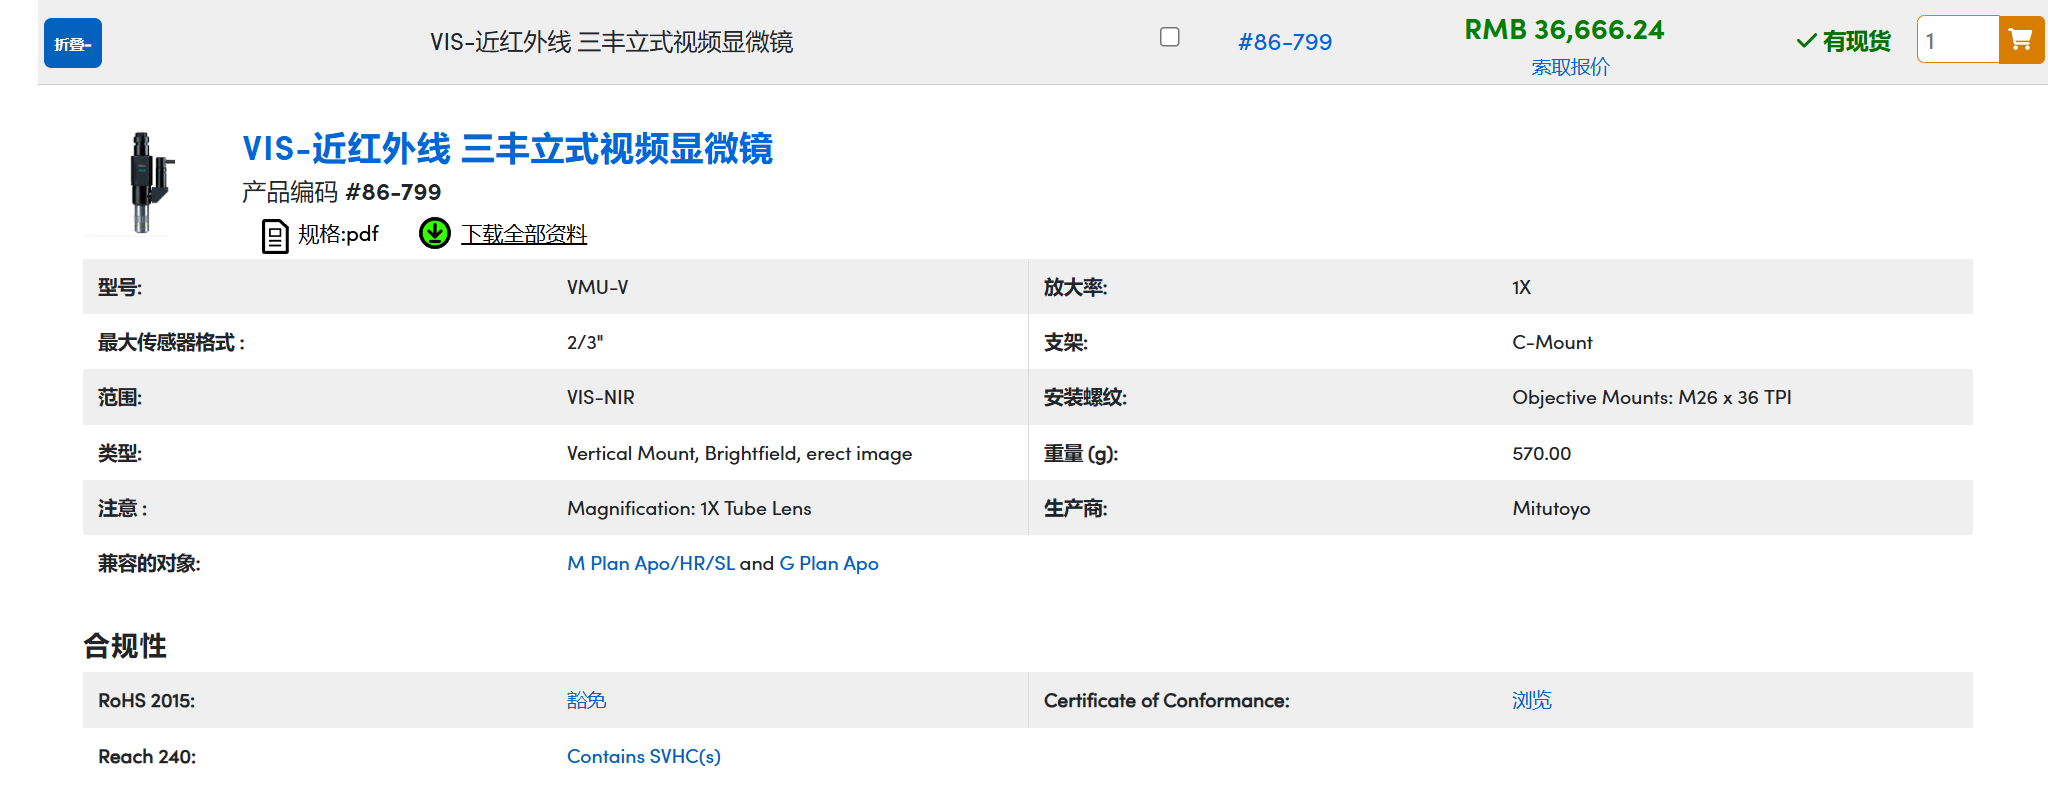 折叠-
VIS-近红外线 三丰立式视频显微镜
#86-799
RMB 36,666.24
索取报价
有现货
1
VIS-近红外线 三丰立式视频显微镜
产品编码 #86-799
规格:pdf
下载全部资料
型号: VMU-V 放大率: 1X
最大传感器格式 : 2/3" 支架: C-Mount
范围: VIS-NIR 安装螺纹: Objective Mounts: M26 x 36 TPI
类型: Vertical Mount, Brightfield, erect image 重量 (g): 570.00
注意 : Magnification: 1X Tube Lens 生产商: Mitutoyo
兼容的对象: M Plan Apo/HR/SL and G Plan Apo
合规性
RoHS 2015: 豁免 Certificate of Conformance: 浏览
Reach 240: Contains SVHC(s)